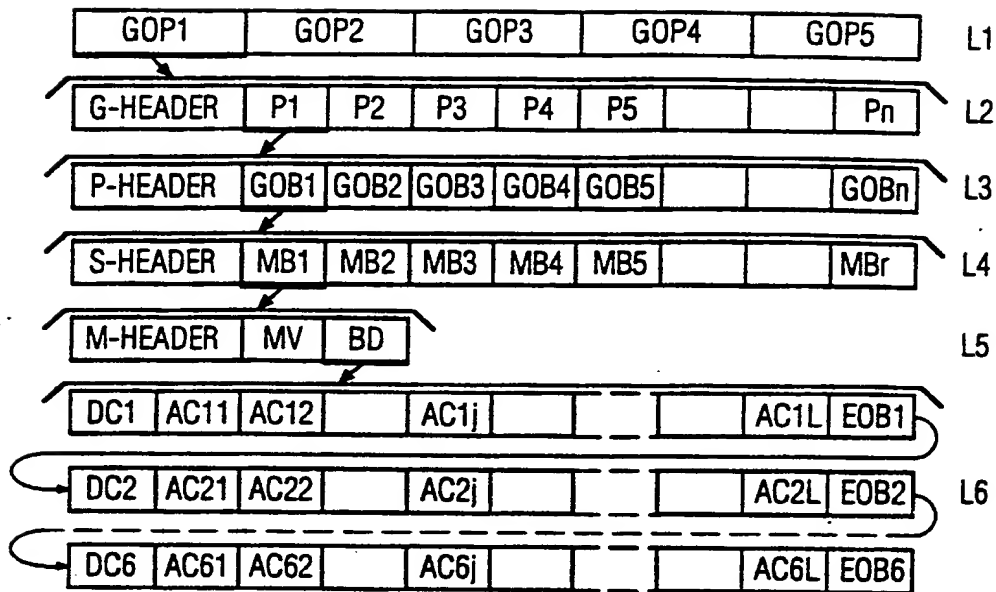 GOP1 GOP2 GOP3 GOP4 GOP5 L1
G-HEADER P1 P2 P3 P4 P5 Pn L2
P-HEADER GOB1 GOB2 GOB3 GOB4 GOB5 GOBn L3
S-HEADER MB1 MB2 MB3 MB4 MB5 MBr L4
M-HEADER MV BD L5
DC1 AC11 AC12 AC1j AC1L EOB1
DC2 AC21 AC22 AC2j AC2L EOB2 L6
DC6 AC61 AC62 AC6j AC6L EOB6